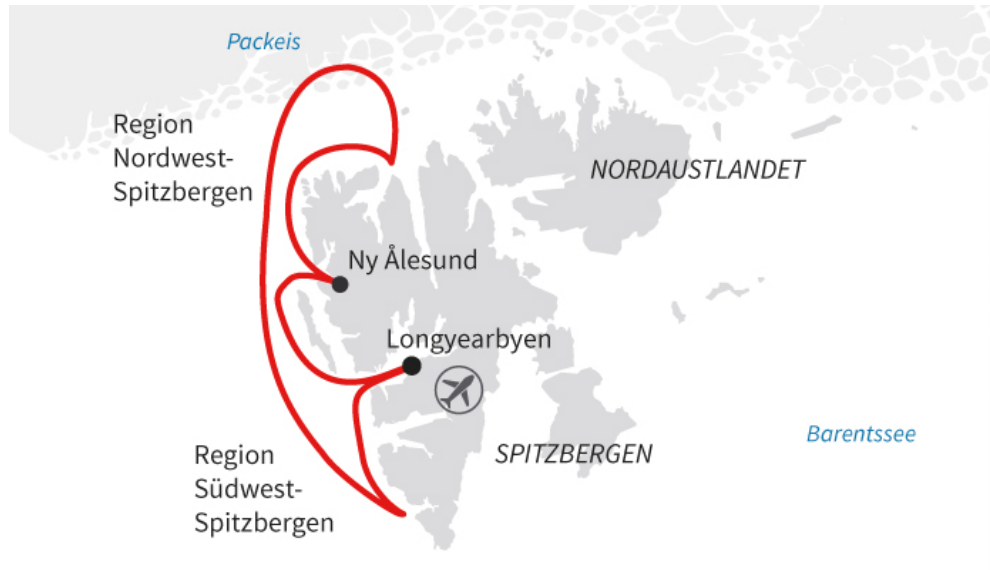 Packeis
Region
Nordwest-
Spitzbergen
NORDAUSTLANDET
Ny Ålesund
Longyearbyen
Barentssee
Region
Südwest-
Spitzbergen
SPITZBERGEN